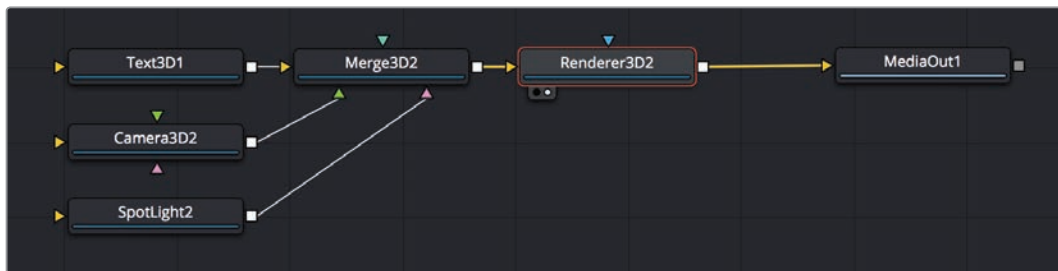 Text3D1
Merge3D2
Renderer3D2
MediaOut1
Camera3D2
SpotLight2